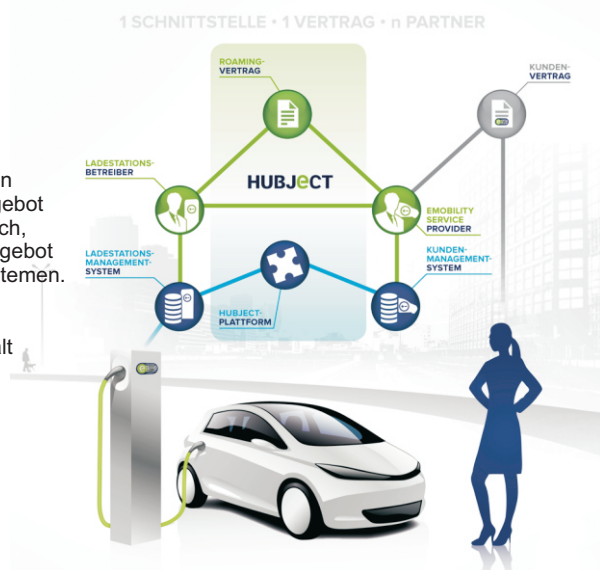 1 SCHNITTSTELLE • 1 VERTRAG • n PARTNER
ROAMING-
VERTRAG
KUNDEN-
VERTRAG
LADESTATIONS-
BETREIBER
HUBJeCT
EMOBILITY
SERVICE
PROVIDER
LADESTATIONS-
MANAGEMENT-
SYSTEM
KUNDEN-
MANAGEMENT-
SYSTEM
HUBJECT-
PLATTFORM
n
gebot
ch,
gebot
temen.
alt